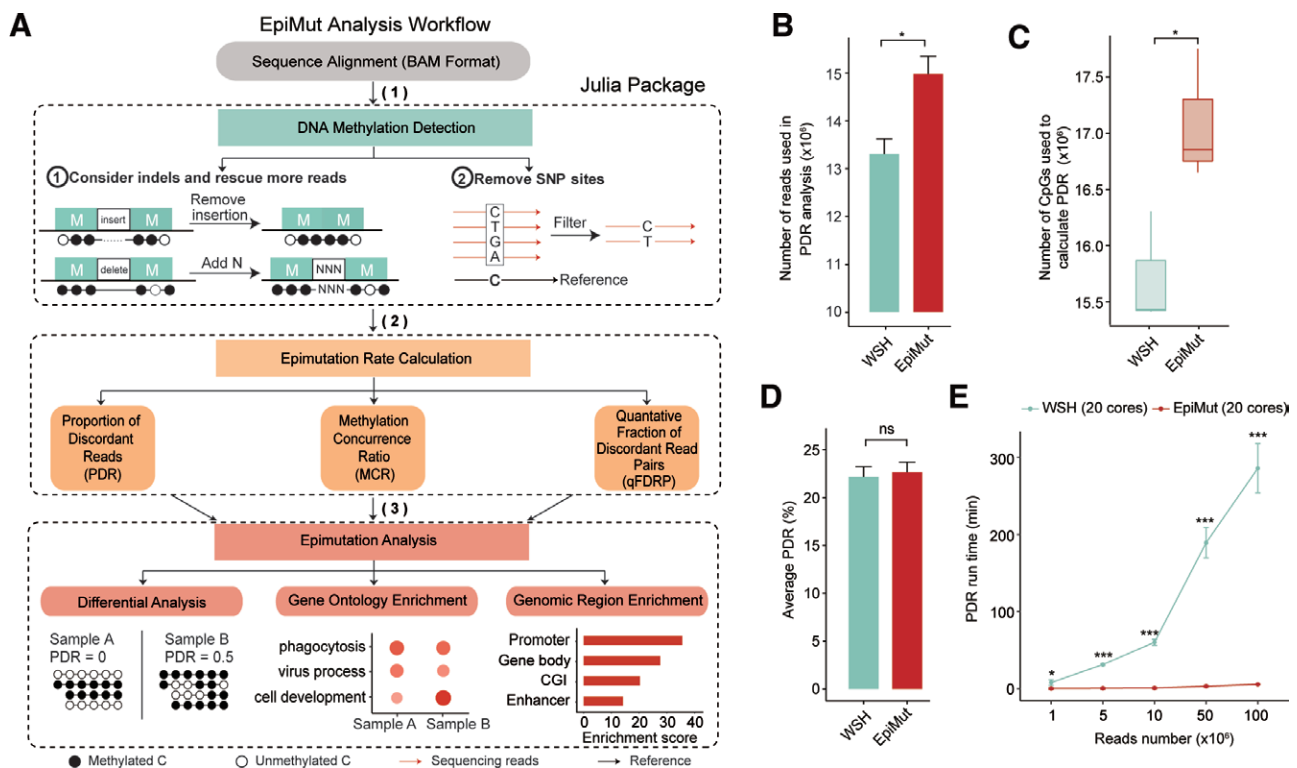 A
EpiMut Analysis Workflow
Sequence Alignment (BAM Format)
(1)
Julia Package
DNA Methylation Detection
1 Consider indels and rescue more reads
M insert M
Remove
insertion
M M
M delete M
Add N
M NNN M
NNN
2 Remove SNP sites
C
T
G
A
Filter
C
T
C
Reference
(2)
Epimutation Rate Calculation
Proportion of
Discordant
Reads
(PDR)
Methylation
Concurrence
Ratio
(MCR)
Quantative
Fraction of
Discordant Read
Pairs
(qFDRP)
(3)
Epimutation Analysis
Differential Analysis
Sample A
PDR = 0
Sample B
PDR = 0.5
Gene Ontology Enrichment
phagocytosis
virus process
cell development
Sample A Sample B
Genomic Region Enrichment
Promoter
Gene body
CGI
Enhancer
0 10 20 30 40
Enrichment score
Methylated C Unmethylated C Sequencing reads Reference
B
Number of reads used in
PDR analysis (x10⁶)
*
15
14
13
12
11
10
WSH EpiMut
C
Number of CpGs used to
calculate PDR (x10⁶)
*
17.5
17.0
16.5
16.0
15.5
WSH EpiMut
D
Average PDR (%)
ns
25
20
15
10
5
0
WSH EpiMut
E
WSH (20 cores) EpiMut (20 cores)
PDR run time (min)
300
200
100
0
* *** *** *** ***
1 5 10 50 100
Reads number (x10⁶)